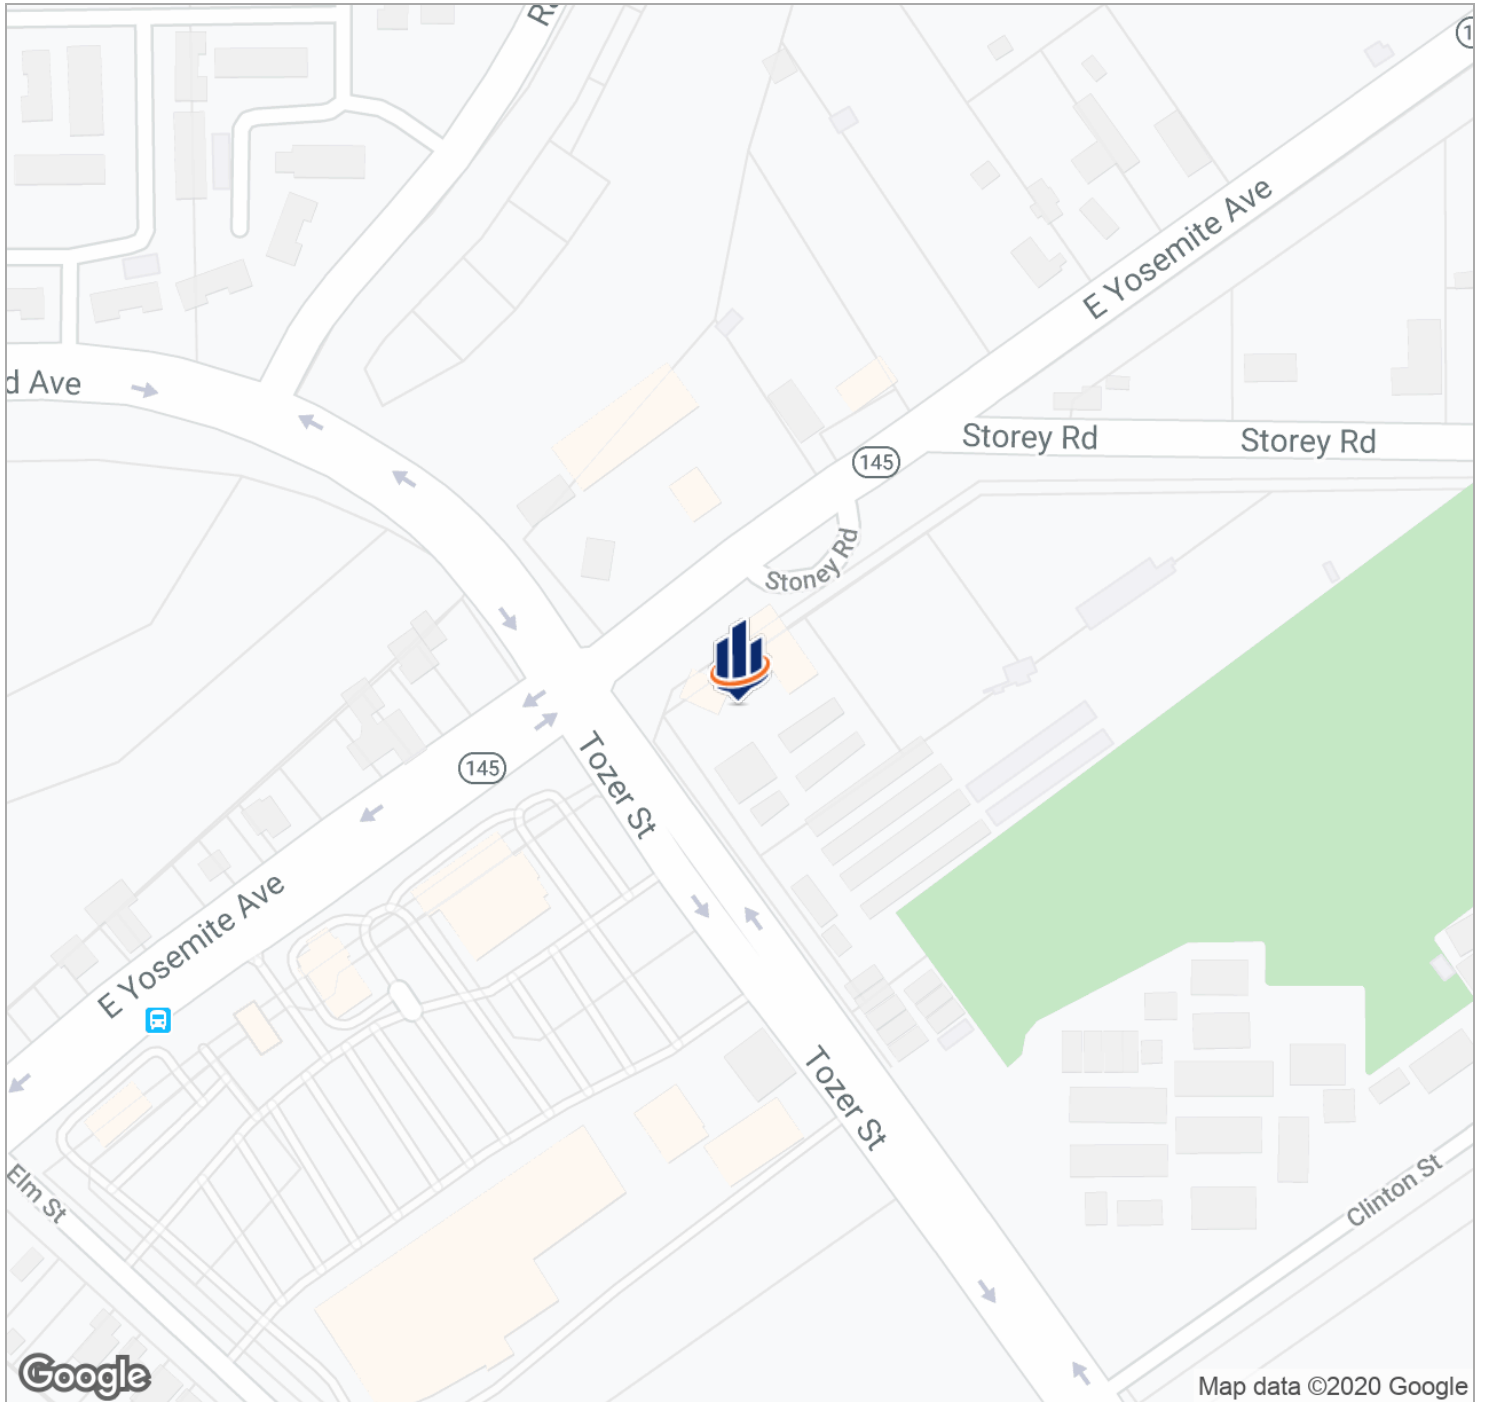 E Yosemite Ave
d Ave
145
Storey Rd
Storey Rd
Stoney Rd
145
Tozer St
E Yosemite Ave
Tozer St
Elm St
Clinton St
Google
Map data ©2020 Google